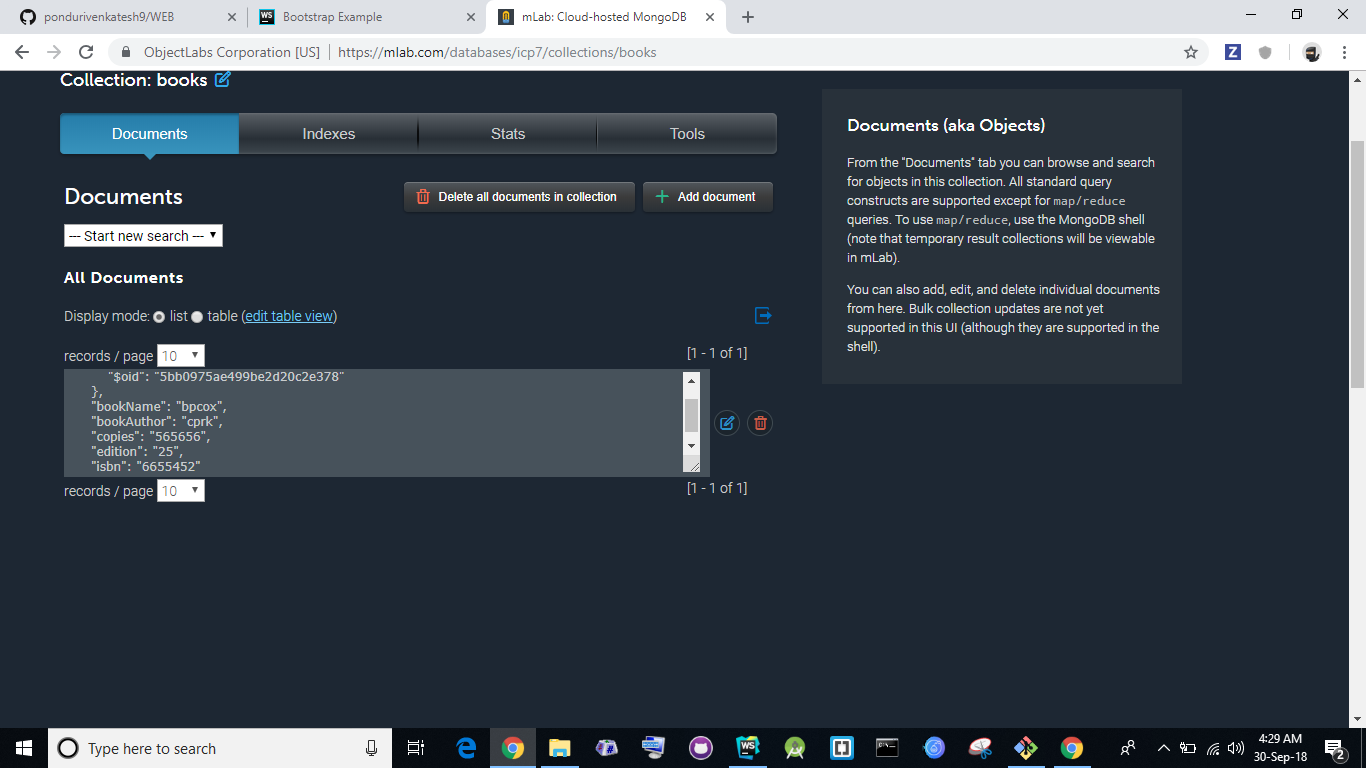 pondurivenkatesh9/WEB
Bootstrap Example
mLab: Cloud-hosted MongoDB
ObjectLabs Corporation [US]
https://mlab.com/databases/icp7/collections/books
Collection: books
Documents
Indexes
Stats
Tools
Documents
Delete all documents in collection
Add document
--- Start new search ---
All Documents
Display mode: list table (edit table view)
records / page 10
[1 - 1 of 1]
"$oid": "5bb0975ae499be2d20c2e378"
},
"bookName": "bpcox",
"bookAuthor": "cprk",
"copies": "565656",
"edition": "25",
"isbn": "6655452"
records / page 10
[1 - 1 of 1]
Documents (aka Objects)
From the "Documents" tab you can browse and search
for objects in this collection. All standard query
constructs are supported except for map/reduce
queries. To use map/reduce, use the MongoDB shell
(note that temporary result collections will be viewable
in mLab).
You can also add, edit, and delete individual documents
from here. Bulk collection updates are not yet
supported in this UI (although they are supported in the
shell).
Type here to search
4:29 AM
30-Sep-18
2